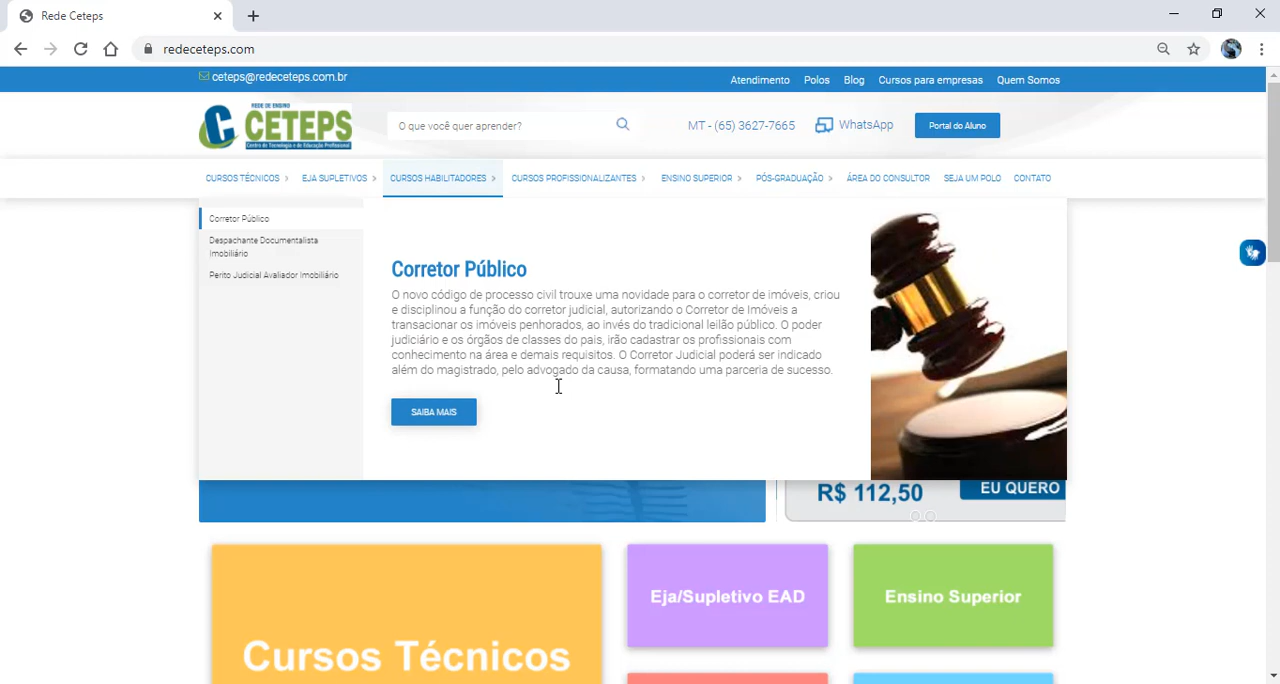 Rede Ceteps
redeceteps.com
ceteps@redeceteps.com.br
Atendimento Polos Blog Cursos para empresas Quem Somos
REDE DE ENSINO
CETEPS
Centro de Tecnologia e de Educação Profissional
O que você quer aprender?
MT - (65) 3627-7665
WhatsApp
Portal do Aluno
CURSOS TÉCNICOS EJA SUPLETIVOS CURSOS HABILITADORES CURSOS PROFISSIONALIZANTES ENSINO SUPERIOR PÓS-GRADUAÇÃO ÁREA DO CONSULTOR SEJA UM POLO CONTATO
Corretor Público
Despachante Documentalista
Imobiliário
Perito Judicial Avaliador Imobiliário
Corretor Público
O novo código de processo civil trouxe uma novidade para o corretor de imóveis, criou
e disciplinou a função do corretor judicial, autorizando o Corretor de Imóveis a
transacionar os imóveis penhorados, ao invés do tradicional leilão público. O poder
judiciário e os órgãos de classes do pais, irão cadastrar os profissionais com
conhecimento na área e demais requisitos. O Corretor Judicial poderá ser indicado
além do magistrado, pelo advogado da causa, formatando uma parceria de sucesso.
SAIBA MAIS
R$ 112,50
EU QUERO
Cursos Técnicos
Eja/Supletivo EAD
Ensino Superior